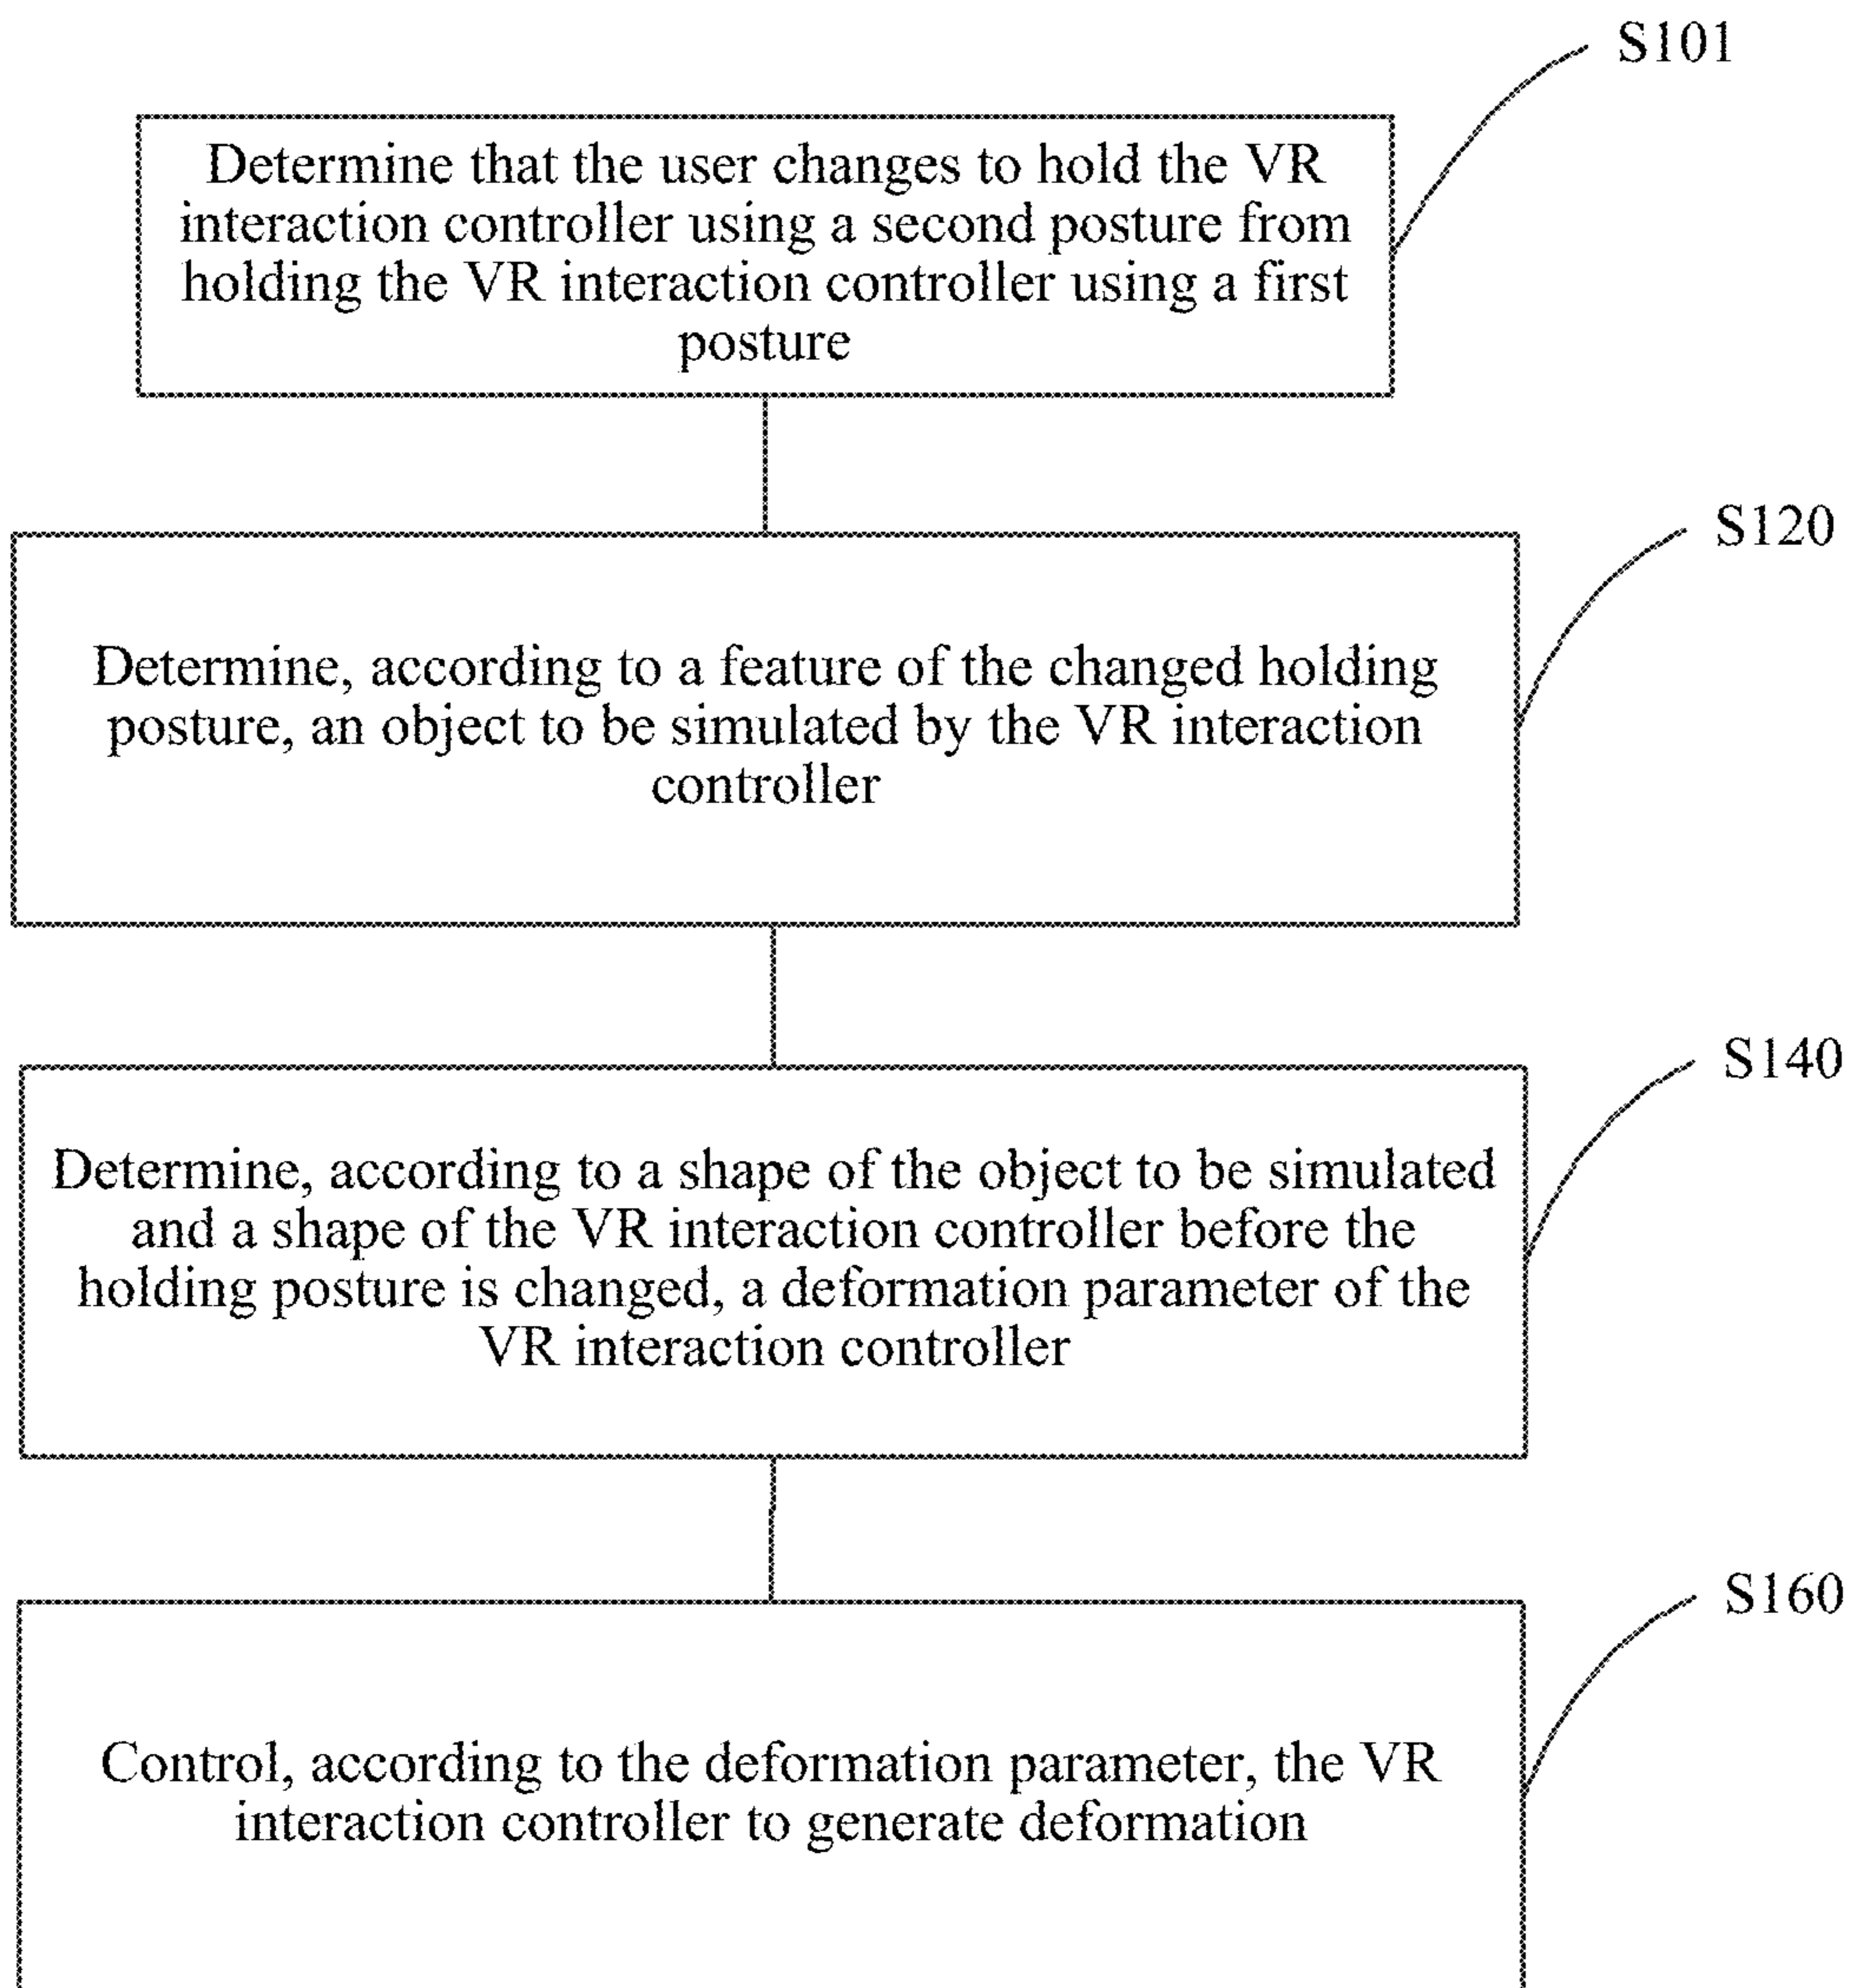 S101
Determine that the user changes to hold the VR
interaction controller using a second posture from
holding the VR interaction controller using a first
posture
S120
Determine, according to a feature of the changed holding
posture, an object to be simulated by the VR interaction
controller
S140
Determine, according to a shape of the object to be simulated
and a shape of the VR interaction controller before the
holding posture is changed, a deformation parameter of the
VR interaction controller
S160
Control, according to the deformation parameter, the VR
interaction controller to generate deformation